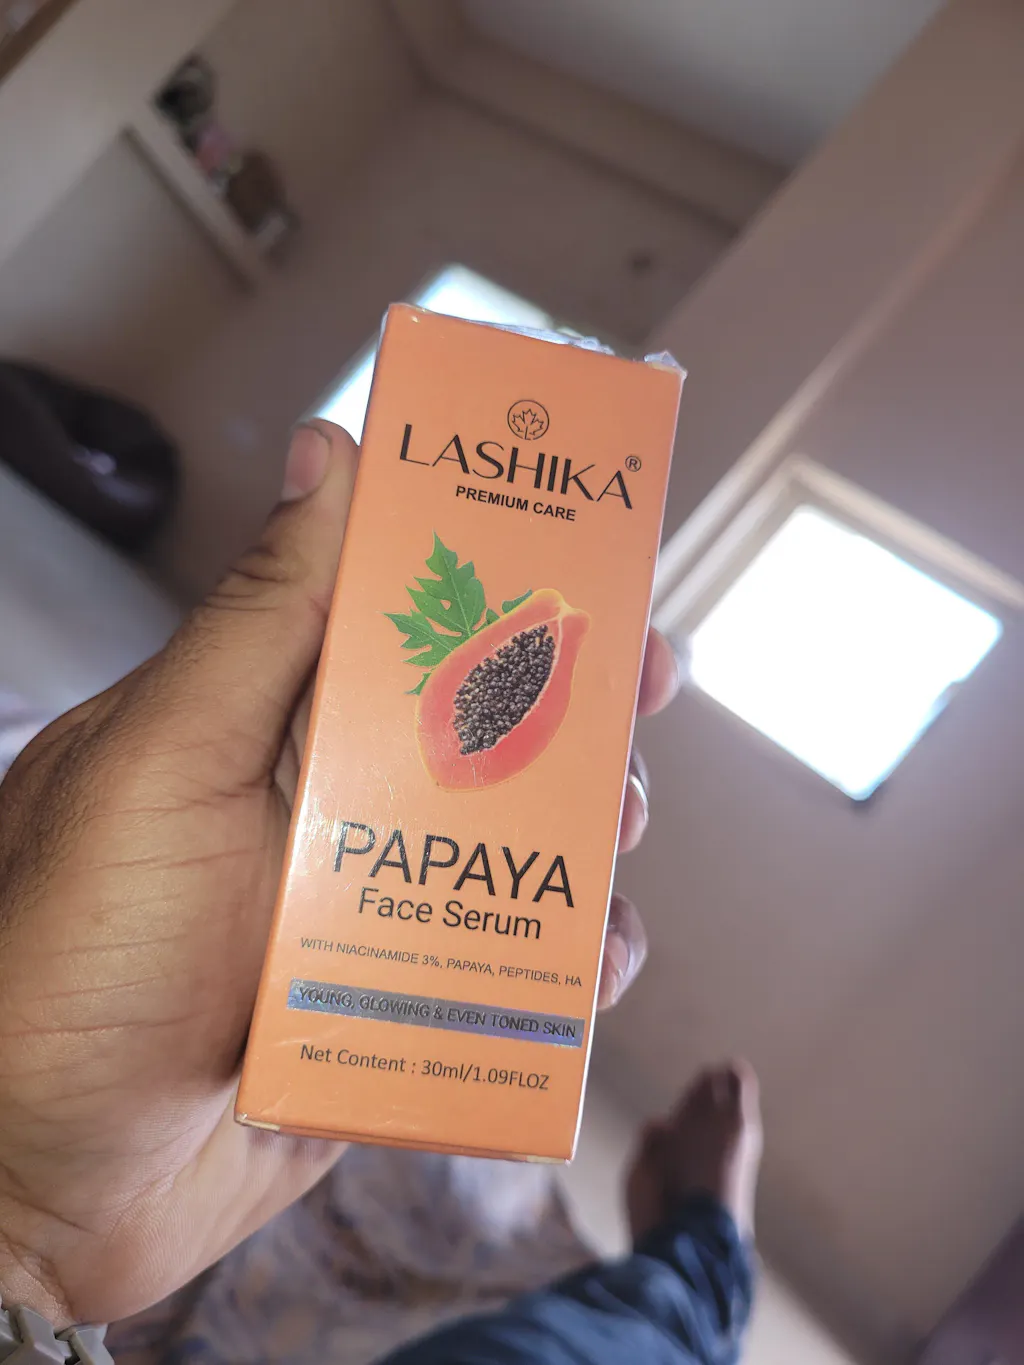 LASHIKA®
PREMIUM CARE
PAPAYA
Face Serum
WITH NIACINAMIDE 3%, PAPAYA, PEPTIDES, HA
YOUNG, GLOWING & EVEN TONED SKIN
Net Content : 30ml/1.09FLOZ